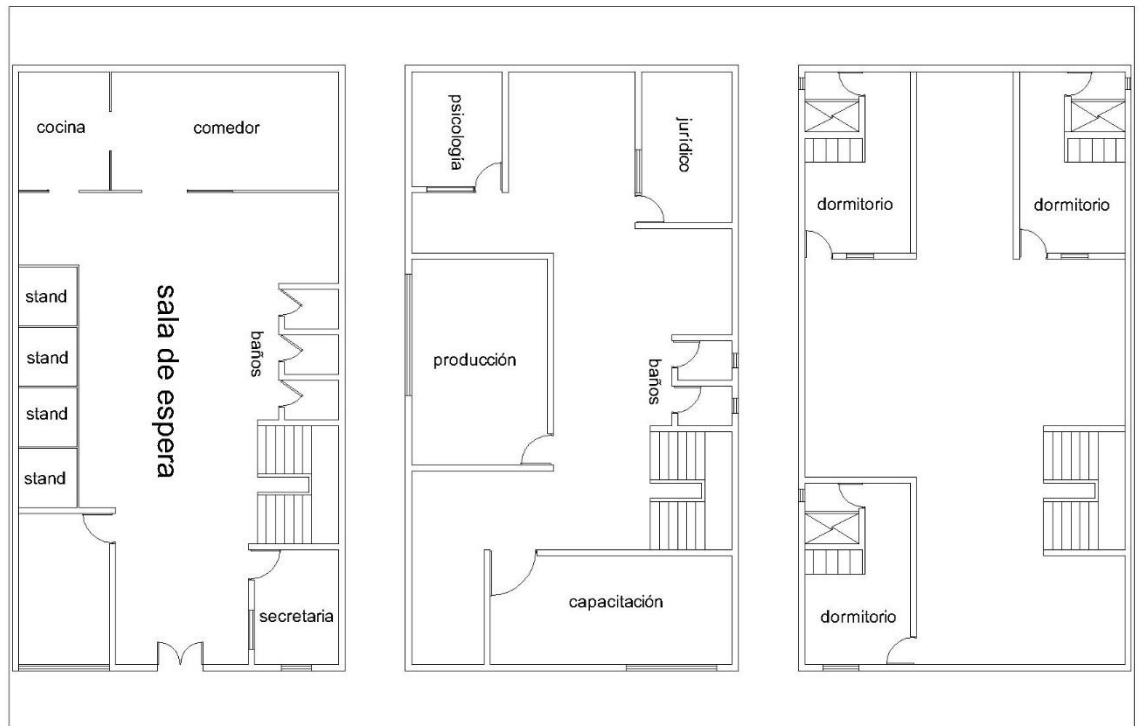 cocina
comedor
stand
stand
stand
stand
sala de espera
baños
secretaria
psicología
jurídico
producción
baños
capacitación
dormitorio
dormitorio
dormitorio